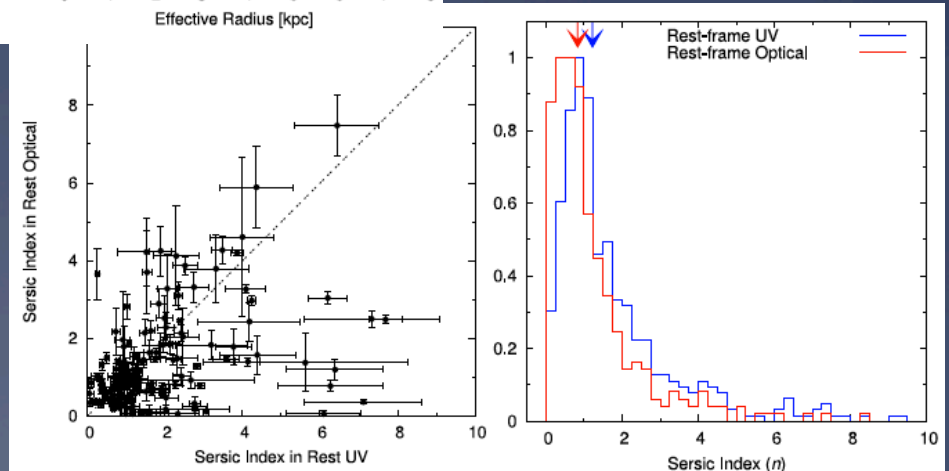 Effective Radius [kpc]
Sersic Index in Rest Optical
8
6
4
2
0
0 2 4 6 8 10
Sersic Index in Rest UV
Rest-frame UV
Rest-frame Optical
1
0.8
0.6
0.4
0.2
0
0 2 4 6 8 10
Sersic Index (n)